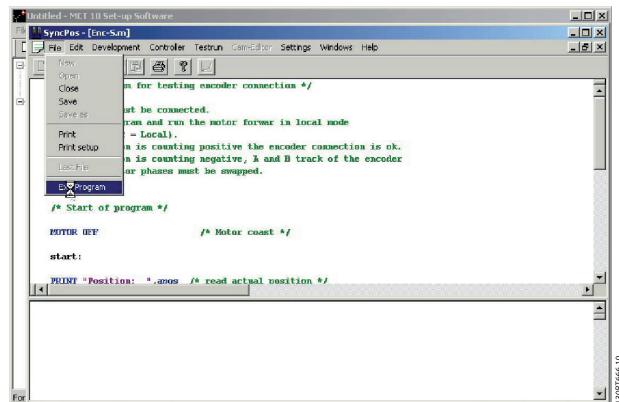 Untitled - MCT 10 Set-up Software
SyncPos - [Enc-S.m]
File Edit Development Controller Testrun Cam-Editor Settings Windows Help
New
Open
Close
Save
Save as
Print
Print setup
Last File
Program
m for testing encoder connection */
st be connected.
ram and run the motor forwar in local mode
= Local).
n is counting positive the encoder connection is ok.
n is counting negative, A and B track of the encoder
or phases must be swapped.
/* Start of program */
MOTOR OFF /* Motor coast */
start:
PRINT "Position: ",apos /* read actual position */
For
130BT666.10